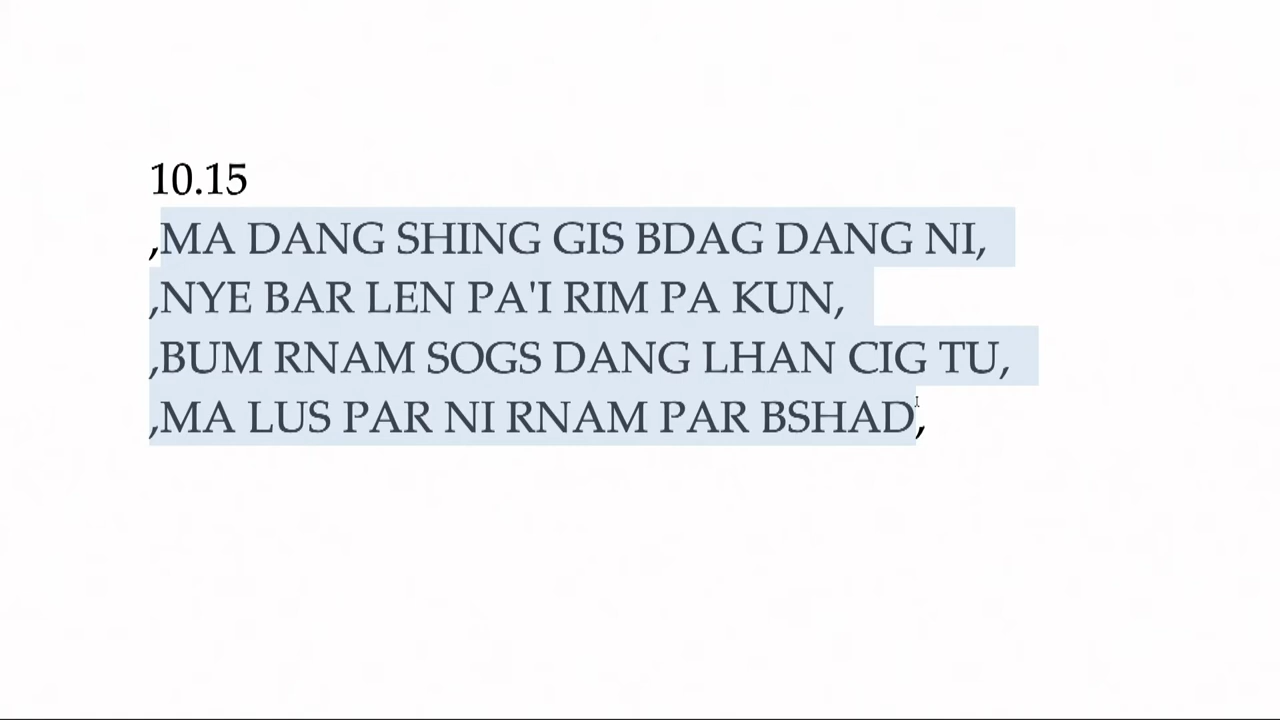 10.15
,MA DANG SHING GIS BDAG DANG NI,
,NYE BAR LEN PA'I RIM PA KUN,
,BUM RNAM SOGS DANG LHAN CIG TU,
,MA LUS PAR NI RNAM PAR BSHAD,